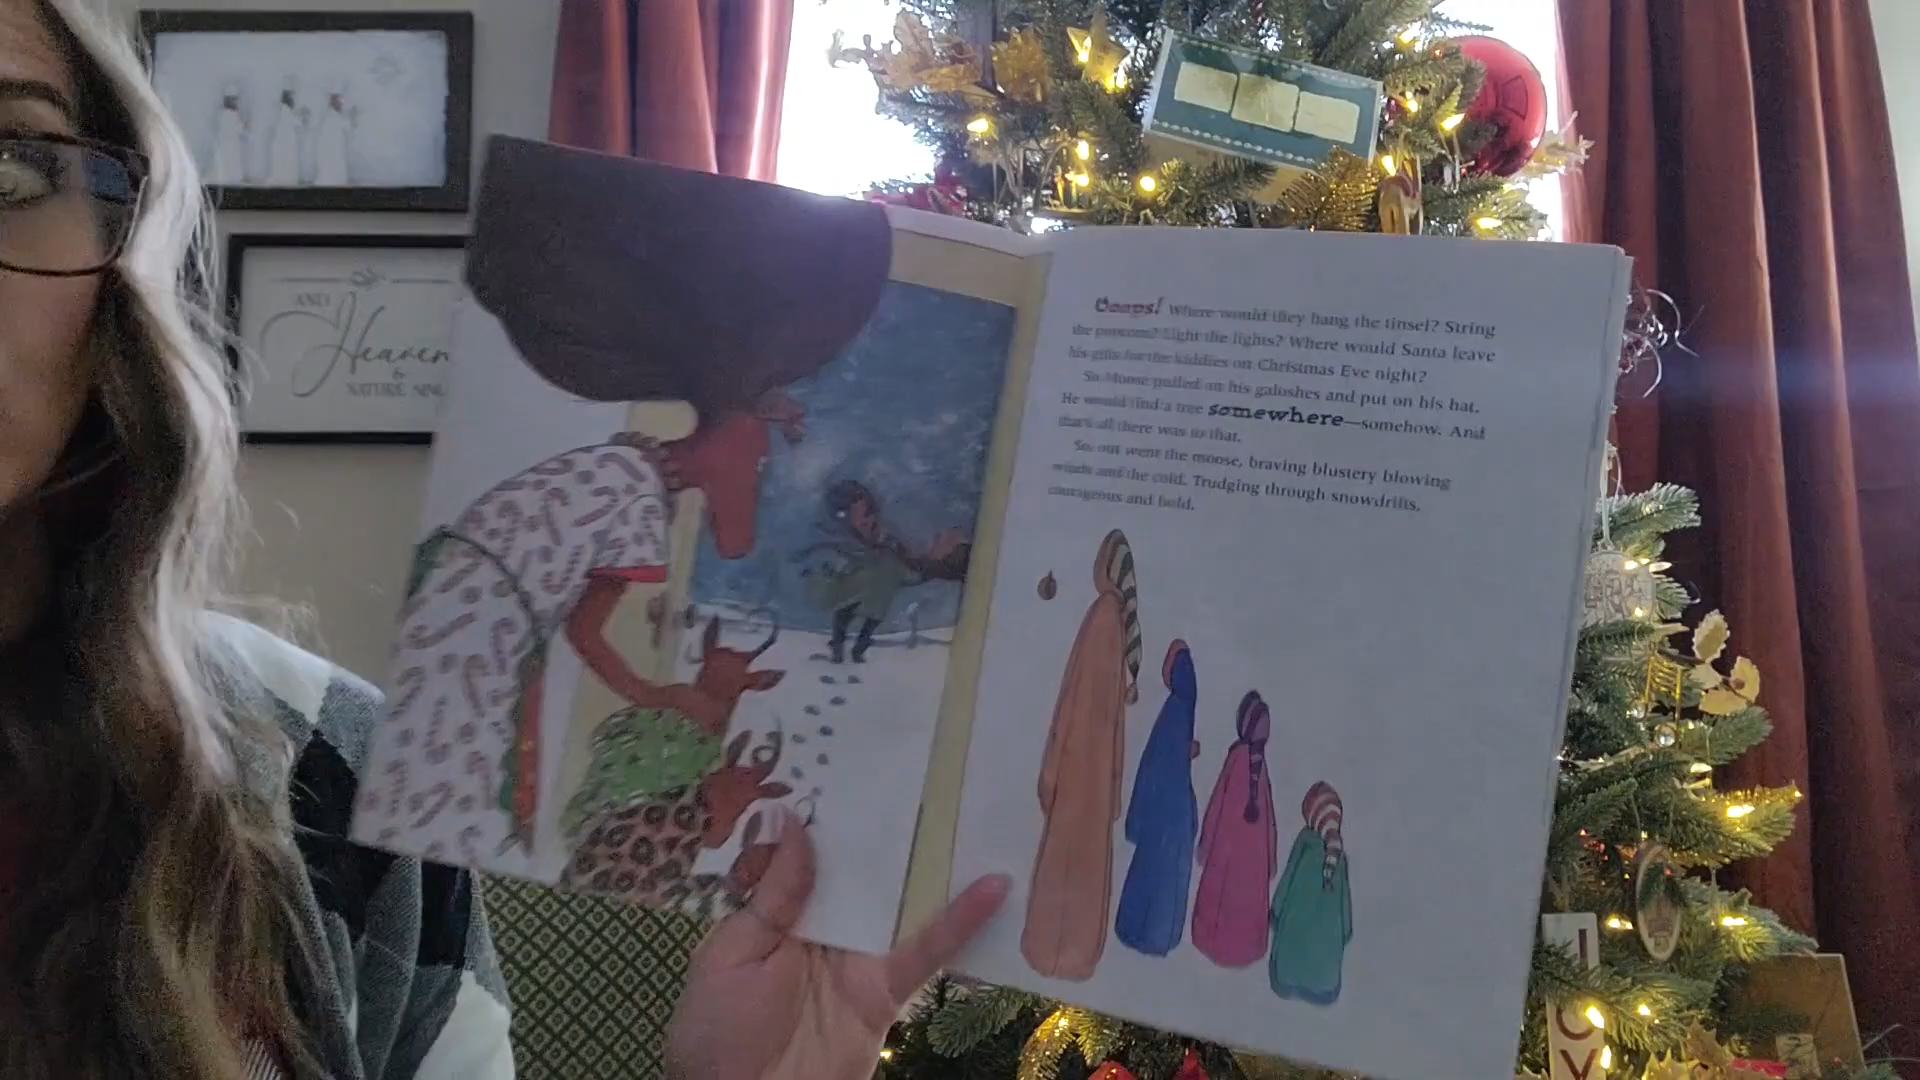 AND
Heaven
&
NATURE SING
Ooops! Where would they hang the tinsel? String
the popcorn? Light the lights? Where would Santa leave
his gifts for the kiddies on Christmas Eve night?
So Moose pulled on his galoshes and put on his hat.
He would find a tree somewhere—somehow. And
that's all there was to that.
So, out went the moose, braving blustery blowing
winds and the cold. Trudging through snowdrifts,
courageous and bold.
J
O
Y